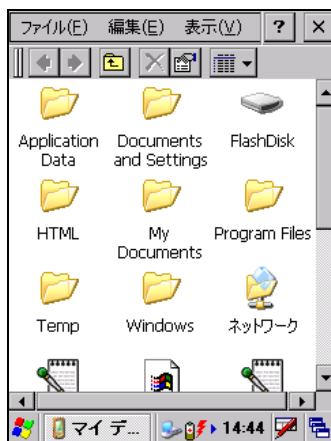 ファイル(F) 編集(E) 表示(V) ? ×
Application Data
Documents and Settings
FlashDisk
HTML
My Documents
Program Files
Temp
Windows
ネットワーク
マイ デ... 14:44